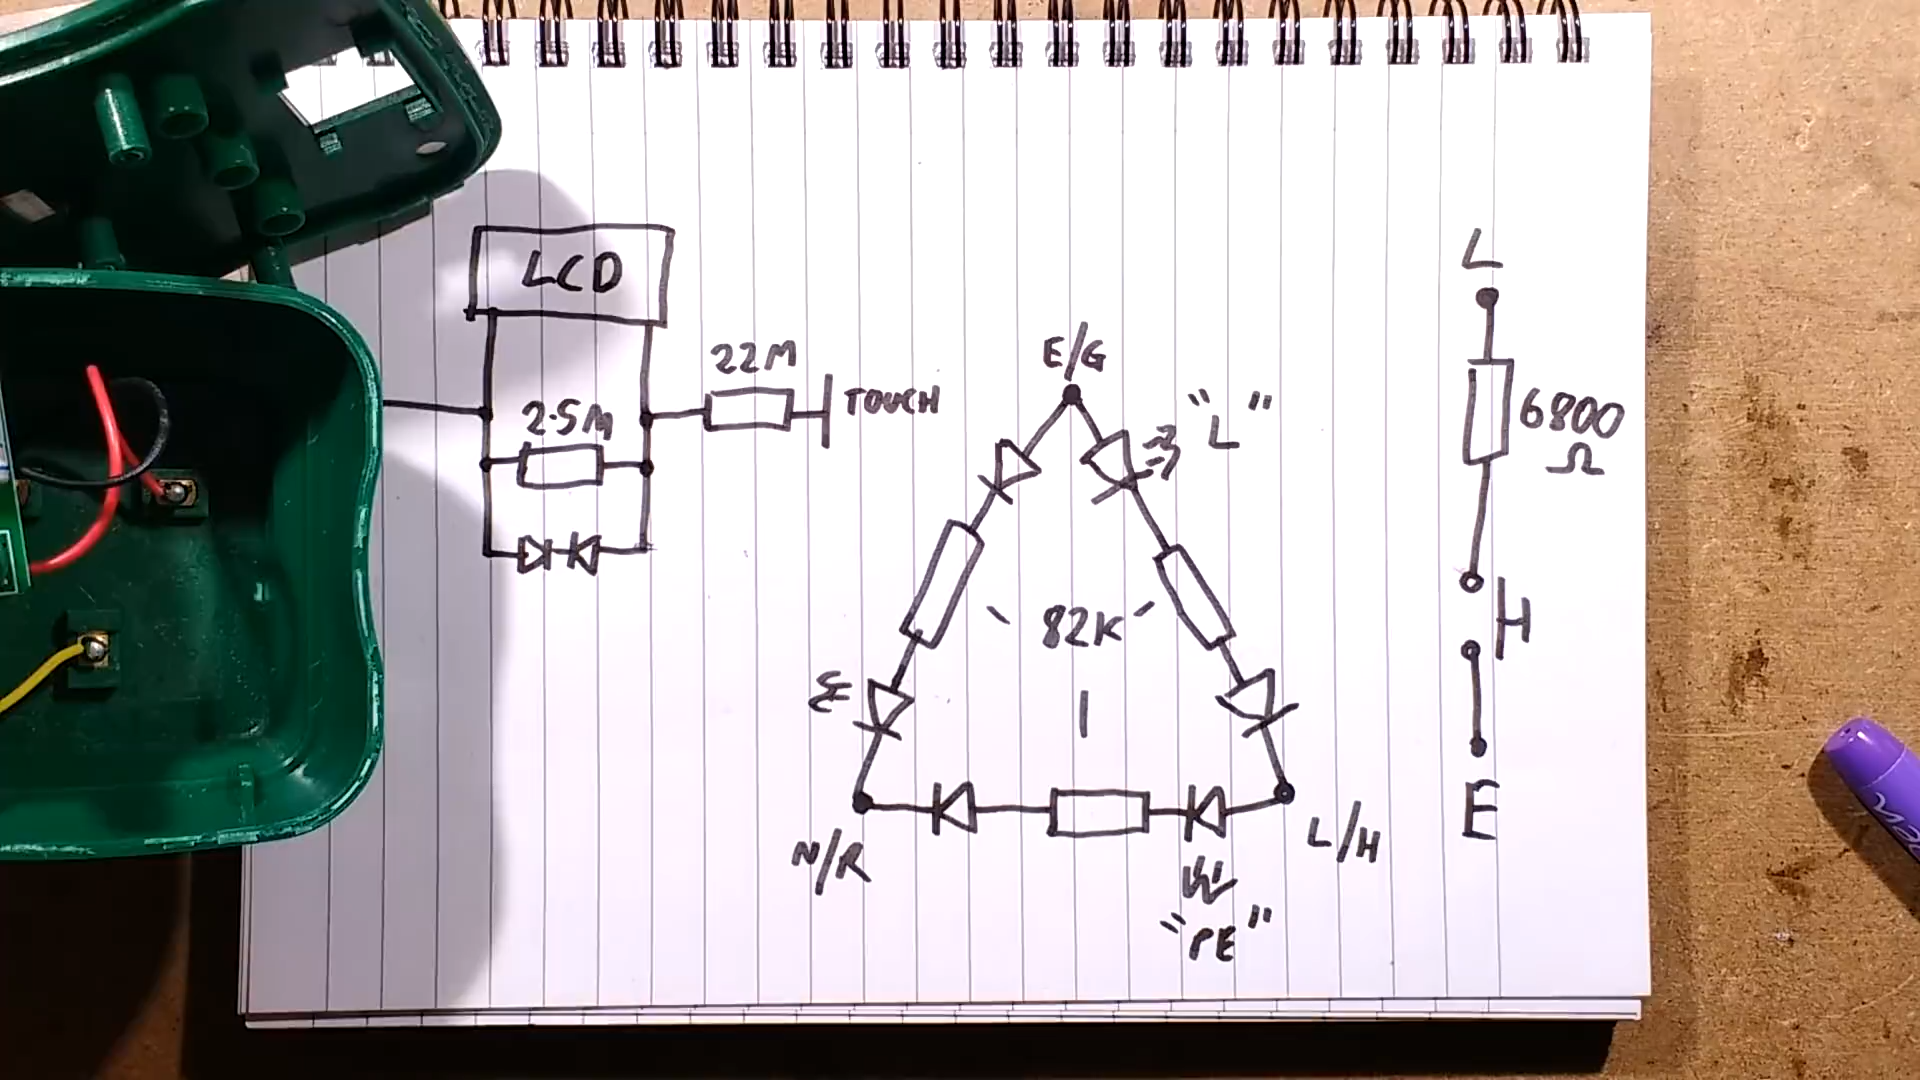 LCD
2.5M
22M
TOUCH
E/G
"L"
82K
N/R
L/H
"PE"
L
6800
Ω
H
E